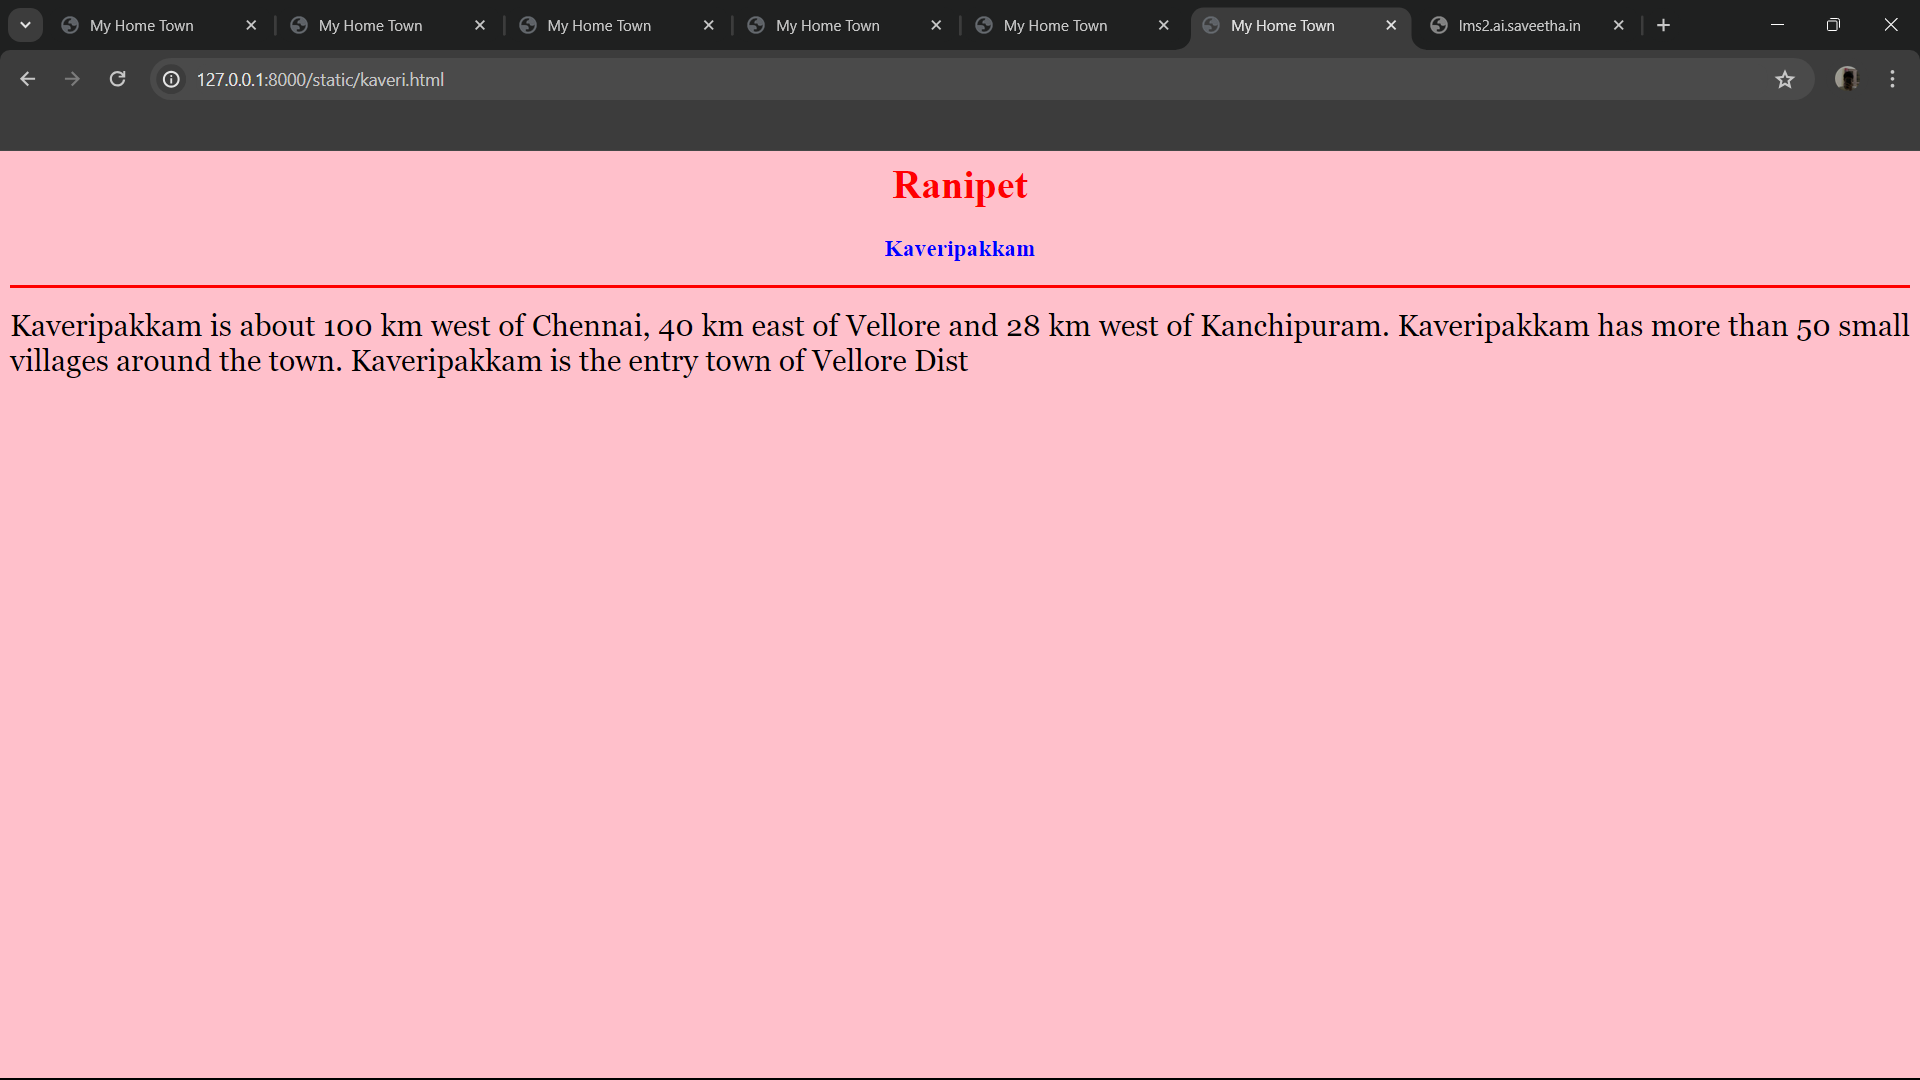 My Home Town
My Home Town
My Home Town
My Home Town
My Home Town
My Home Town
lms2.ai.saveetha.in
127.0.0.1:8000/static/kaveri.html
Ranipet
Kaveripakkam
Kaveripakkam is about 100 km west of Chennai, 40 km east of Vellore and 28 km west of Kanchipuram. Kaveripakkam has more than 50 small
villages around the town. Kaveripakkam is the entry town of Vellore Dist